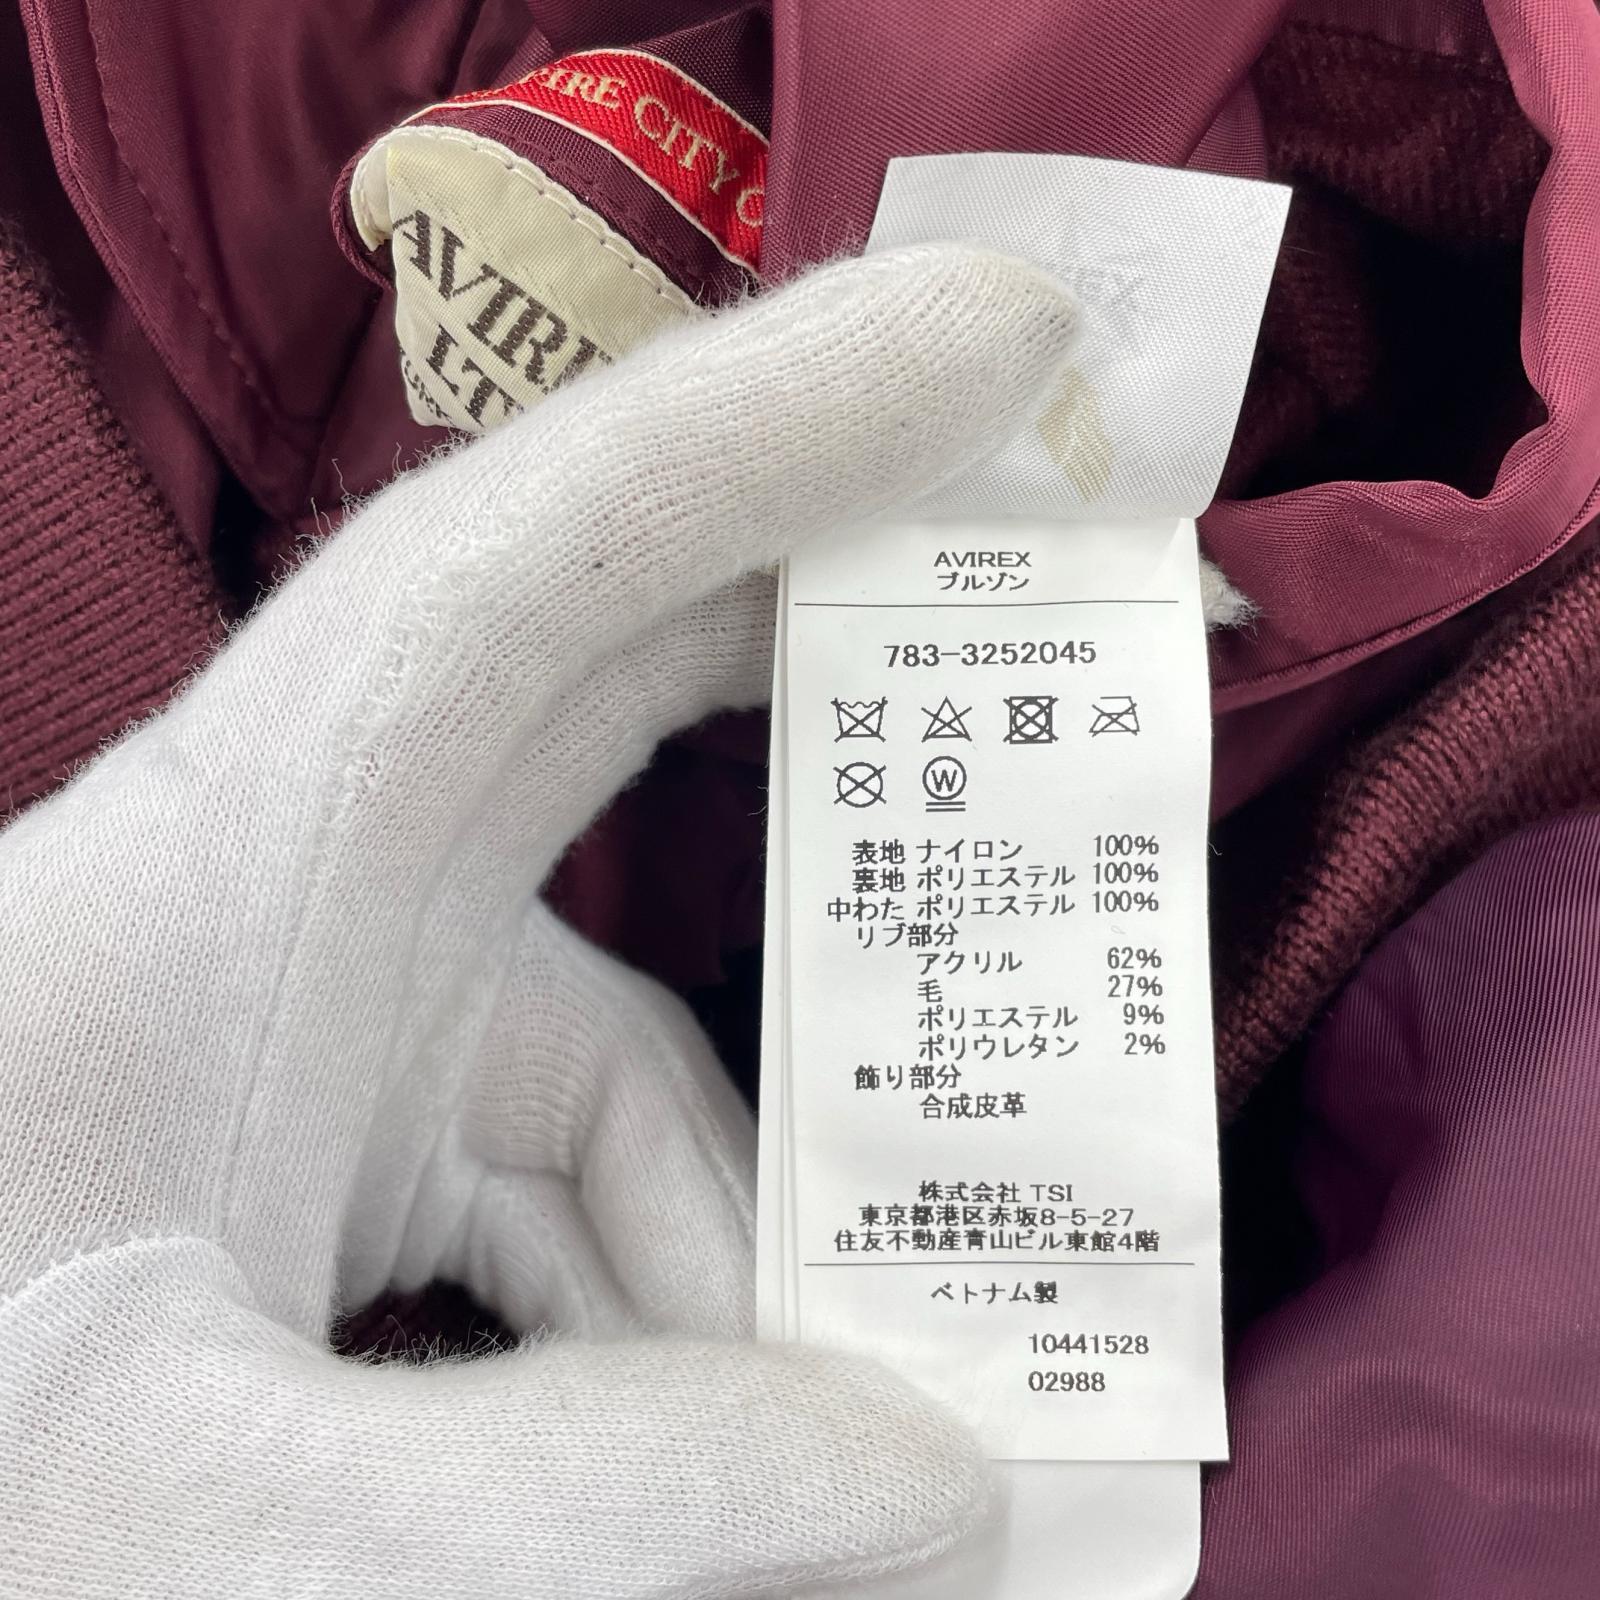 CITY
AVIREX
ブルゾン
783-3252045
W
表地 ナイロン 100%
裏地 ポリエステル 100%
中わた ポリエステル 100%
リブ部分
アクリル 62%
毛 27%
ポリエステル 9%
ポリウレタン 2%
飾り部分
合成皮革
株式会社 TSI
東京都港区赤坂8-5-27
住友不動産青山ビル東館4階
ベトナム製
10441528
02988